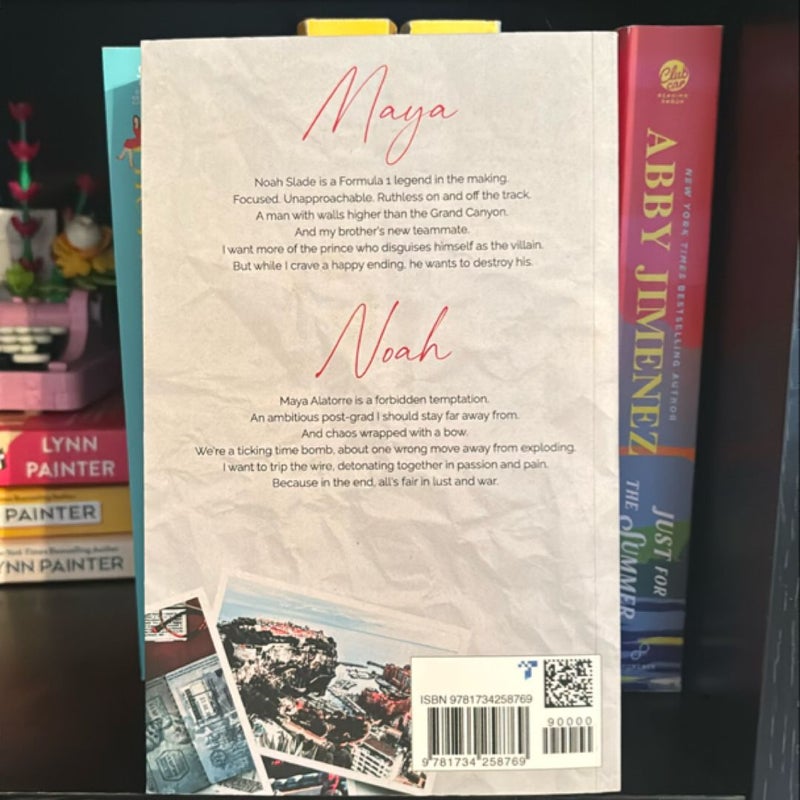 Maya
Noah Slade is a Formula 1 legend in the making.
Focused. Unapproachable. Ruthless on and off the track.
A man with walls higher than the Grand Canyon.
And my brother's new teammate.
I want more of the prince who disguises himself as the villain.
But while I crave a happy ending, he wants to destroy his.
Noah
Maya Alatorre is a forbidden temptation.
An ambitious post-grad I should stay far away from.
And chaos wrapped with a bow.
We're a ticking time bomb, about one wrong move away from exploding.
I want to trip the wire, detonating together in passion and pain.
Because in the end, all's fair in lust and war.
ISBN 9781734258769
90000
9 781734 258769
LYNN
PAINTER
PAINTER
New York Times Bestselling Author
YNN PAINTER
NEW YORK TIMES BESTSELLING AUTHOR
ABBY JIMENEZ
JUST FOR
THE SUMMER